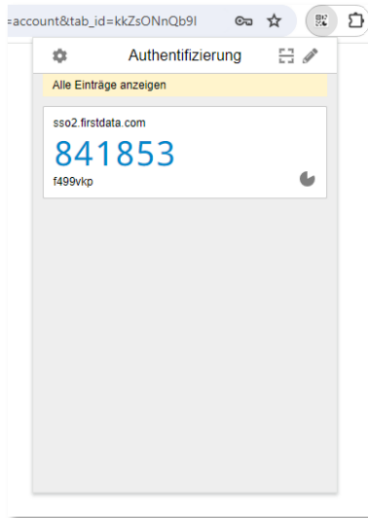 =account&tab_id=kkZsONnQb9I
Authentifizierung
Alle Einträge anzeigen
sso2.firstdata.com
841853
f499vkp